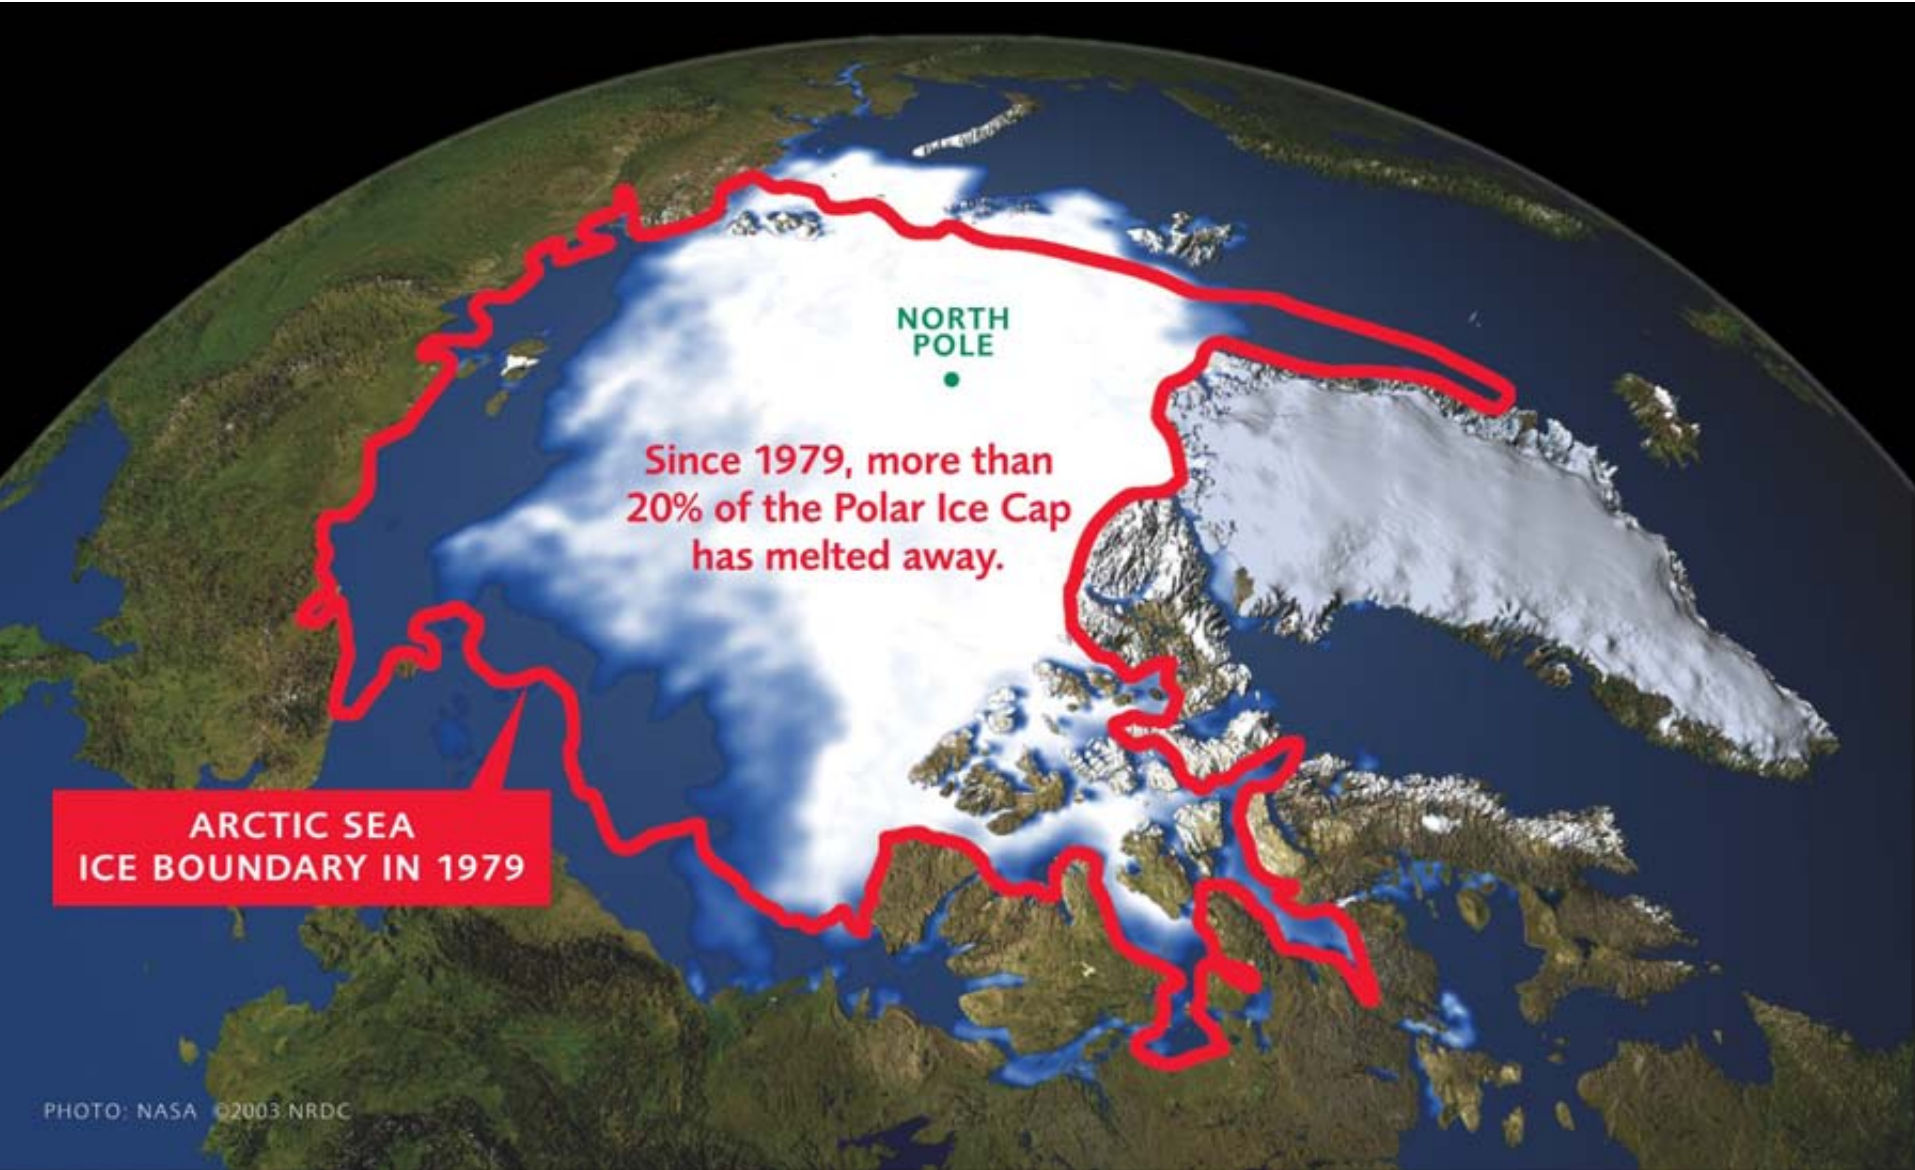 NORTH
POLE
Since 1979, more than
20% of the Polar Ice Cap
has melted away.
ARCTIC SEA
ICE BOUNDARY IN 1979
PHOTO: NASA ©2003 NRDC